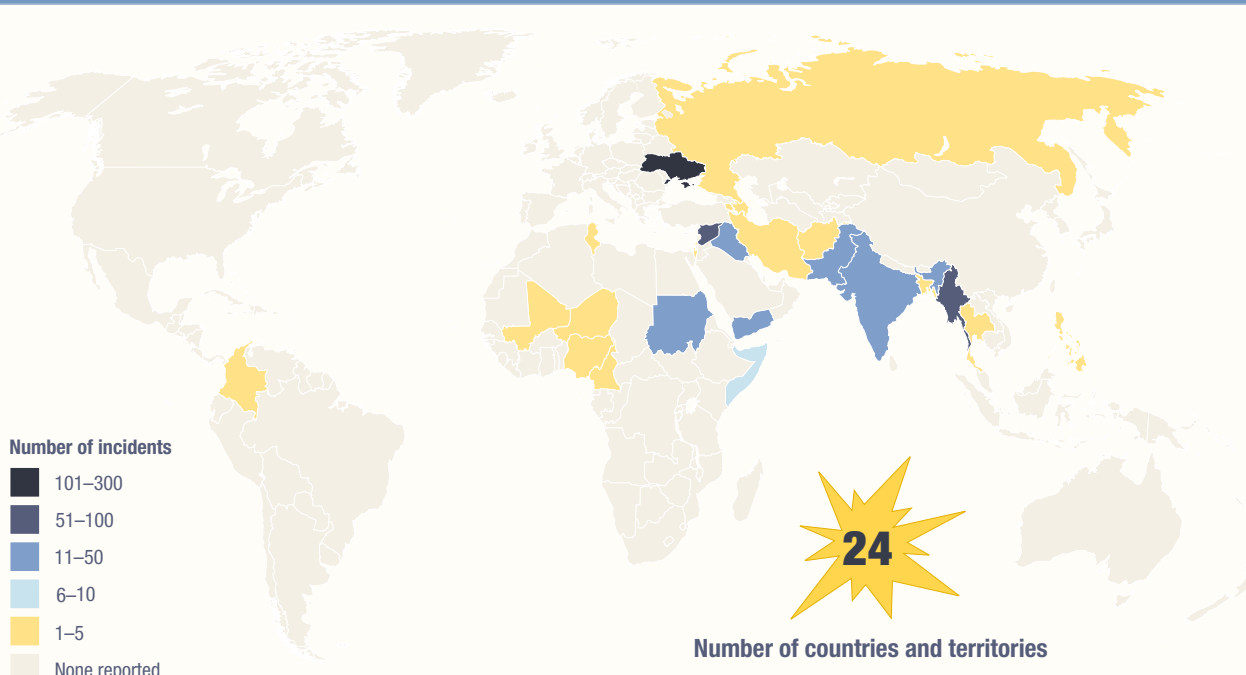 Number of incidents
101–300
51–100
11–50
6–10
1–5
None reported
24
Number of countries and territories